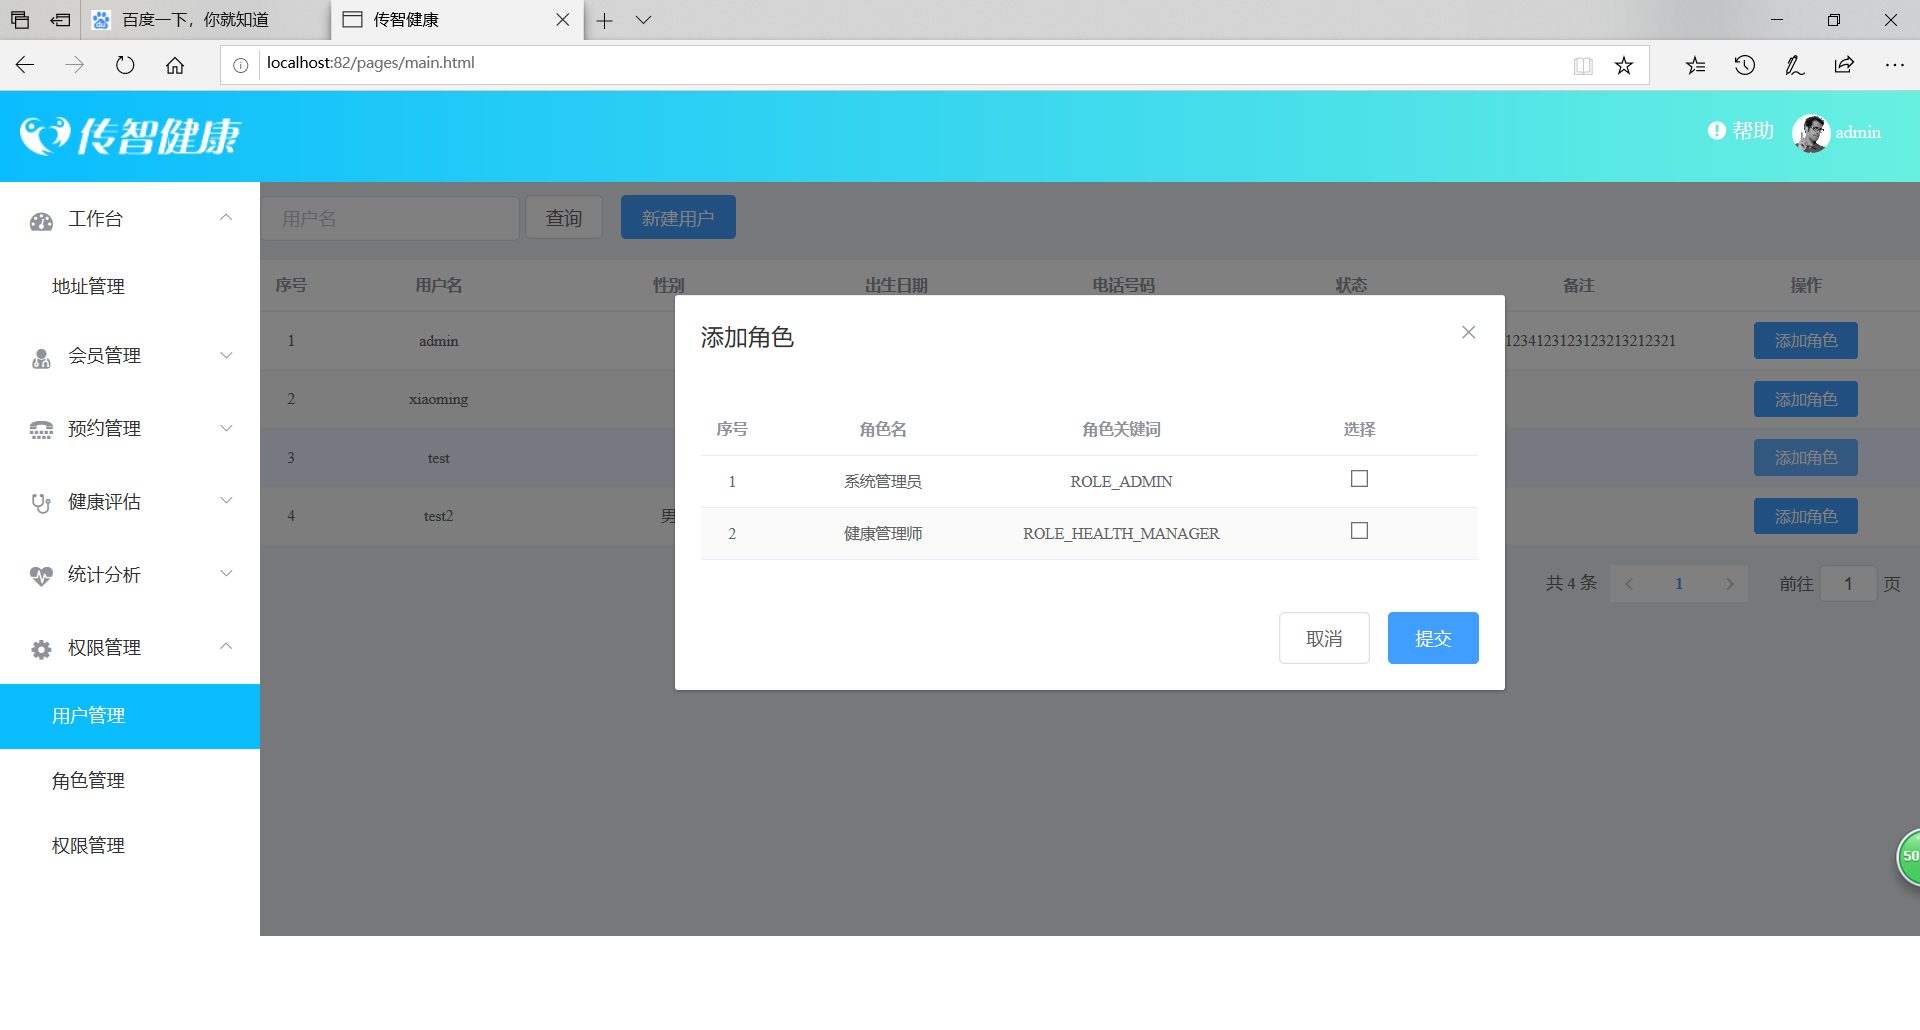 百度一下，你就知道
传智健康
localhost:82/pages/main.html
传智健康
帮助
admin
工作台
地址管理
会员管理
预约管理
健康评估
统计分析
权限管理
用户管理
角色管理
权限管理
用户名
查询
新建用户
序号 用户名 性别 出生日期 电话号码 状态 备注 操作
1 admin 1234123123123213212321 添加角色
2 xiaoming 添加角色
3 test 添加角色
4 test2 男 添加角色
共 4 条 1 前往 1 页
添加角色
序号 角色名 角色关键词 选择
1 系统管理员 ROLE_ADMIN
2 健康管理师 ROLE_HEALTH_MANAGER
取消
提交
50